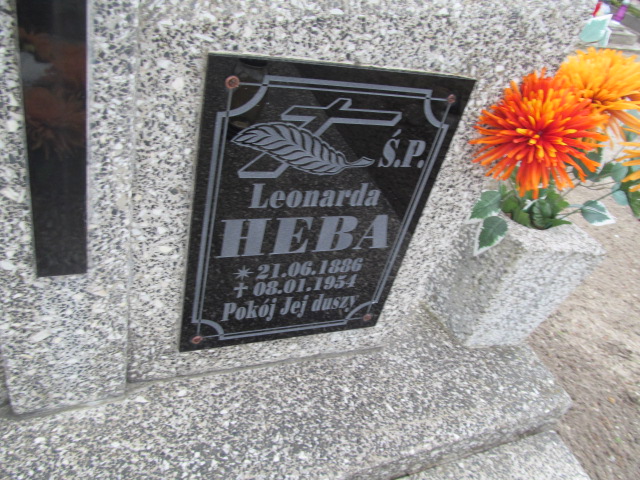 Ś.P.
Leonarda
HEBA
* 21.06.1886
† 08.01.1954
Pokój Jej duszy